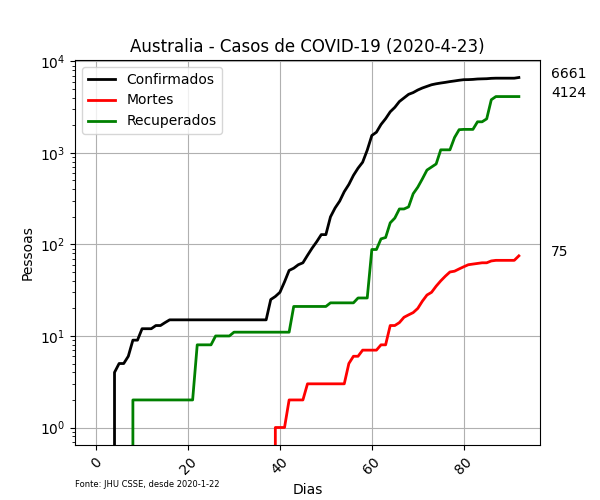 Australia - Casos de COVID-19 (2020-4-23)
Confirmados
Mortes
Recuperados
6661
4124
75
Pessoas
10^4
10^3
10^2
10^1
10^0
0 20 40 60 80
Dias
Fonte: JHU CSSE, desde 2020-1-22